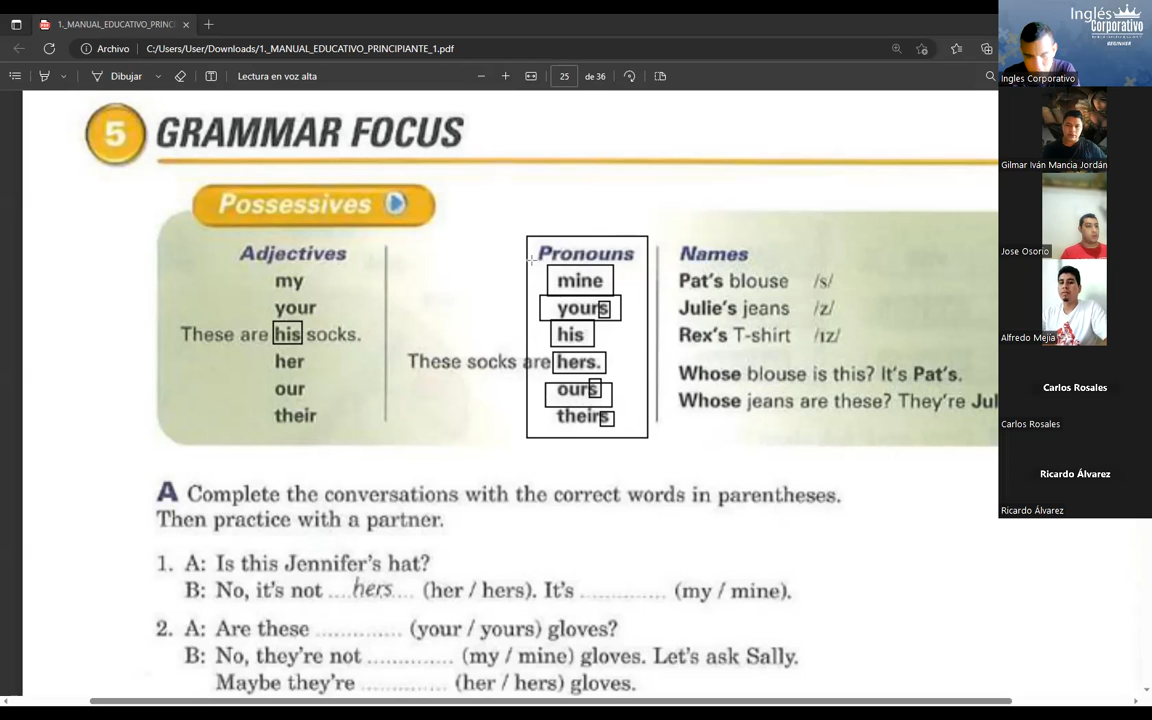 1._MANUAL_EDUCATIVO_PRINC
Archivo C:/Users/User/Downloads/1._MANUAL_EDUCATIVO_PRINCIPIANTE_1.pdf
Dibujar Lectura en voz alta 25 de 36
5 GRAMMAR FOCUS
Possessives
Adjectives
my
your
These are his socks.
her
our
their
Pronouns
mine
yours
his
These socks are hers.
ours
theirs
Names
Pat's blouse /s/
Julie's jeans /z/
Rex's T-shirt /ɪz/
Whose blouse is this? It's Pat's.
Whose jeans are these? They're Jul
A Complete the conversations with the correct words in parentheses.
Then practice with a partner.
1. A: Is this Jennifer's hat?
B: No, it's not ....hers.... (her / hers). It's .............. (my / mine).
2. A: Are these .............. (your / yours) gloves?
B: No, they're not .............. (my / mine) gloves. Let's ask Sally.
Maybe they're .............. (her / hers) gloves.
Inglés
Corporativo
BEGINNER
Ingles Corporativo
Gilmar Iván Mancia Jordán
Jose Osorio
Alfredo Mejia
Carlos Rosales
Carlos Rosales
Ricardo Álvarez
Ricardo Álvarez